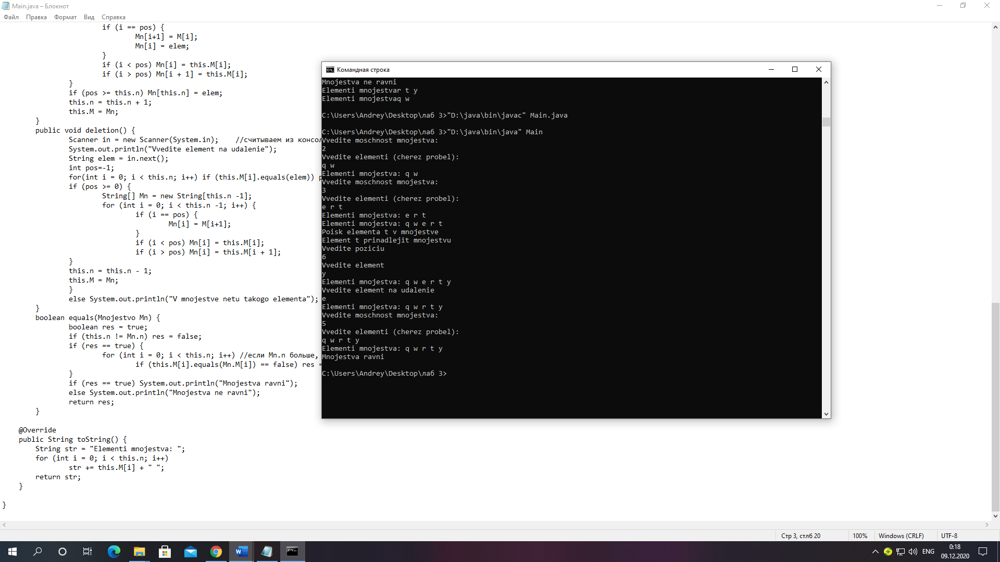 Main.java – Блокнот
Файл Правка Формат Вид Справка
if (i == pos) {
Mn[i+1] = M[i];
Mn[i] = elem;
}
if (i < pos) Mn[i] = this.M[i];
if (i > pos) Mn[i + 1] = this.M[i];
}
if (pos >= this.n) Mn[this.n] = elem;
this.n = this.n + 1;
this.M = Mn;
}
public void deletion() {
Scanner in = new Scanner(System.in); //считываем из консол
System.out.println("Vvedite element na udalenie");
String elem = in.next();
int pos=-1;
for(int i = 0; i < this.n; i++) if (this.M[i].equals(elem)) p
if (pos >= 0) {
String[] Mn = new String[this.n -1];
for (int i = 0; i < this.n -1; i++) {
if (i == pos) {
Mn[i] = M[i+1];
}
if (i < pos) Mn[i] = this.M[i];
if (i > pos) Mn[i] = this.M[i + 1];
}
this.n = this.n - 1;
this.M = Mn;
}
else System.out.println("V mnojestve netu takogo elementa");
}
boolean equals(Mnojestvo Mn) {
boolean res = true;
if (this.n != Mn.n) res = false;
if (res == true) {
for (int i = 0; i < this.n; i++) //если Mn.n больше,
if (this.M[i].equals(Mn.M[i]) == false) res =
}
if (res == true) System.out.println("Mnojestva ravni");
else System.out.println("Mnojestva ne ravni");
return res;
}
@Override
public String toString() {
String str = "Elementi mnojestva: ";
for (int i = 0; i < this.n; i++)
str += this.M[i] + " ";
return str;
}
}
Командная строка
Mnojestva ne ravni
Elementi mnojestvar t y
Elementi mnojestvaq w
C:\Users\Andrey\Desktop\лаб 3>"D:\java\bin\javac" Main.java
C:\Users\Andrey\Desktop\лаб 3>"D:\java\bin\java" Main
Vvedite moschnost mnojestva:
2
Vvedite elementi (cherez probel):
q w
Elementi mnojestva: q w
Vvedite moschnost mnojestva:
3
Vvedite elementi (cherez probel):
e r t
Elementi mnojestva: e r t
Elementi mnojestva: q w e r t
Poisk elementa t v mnojestve
Element t prinadlejit mnojestvu
Vvedite poziciu
6
Vvedite element
y
Elementi mnojestva: q w e r t y
Vvedite element na udalenie
e
Elementi mnojestva: q w r t y
Vvedite moschnost mnojestva:
5
Vvedite elementi (cherez probel):
q w r t y
Elementi mnojestva: q w r t y
Mnojestva ravni
C:\Users\Andrey\Desktop\лаб 3>
Стр 3, стлб 20 100% Windows (CRLF) UTF-8
ENG
0:18
09.12.2020